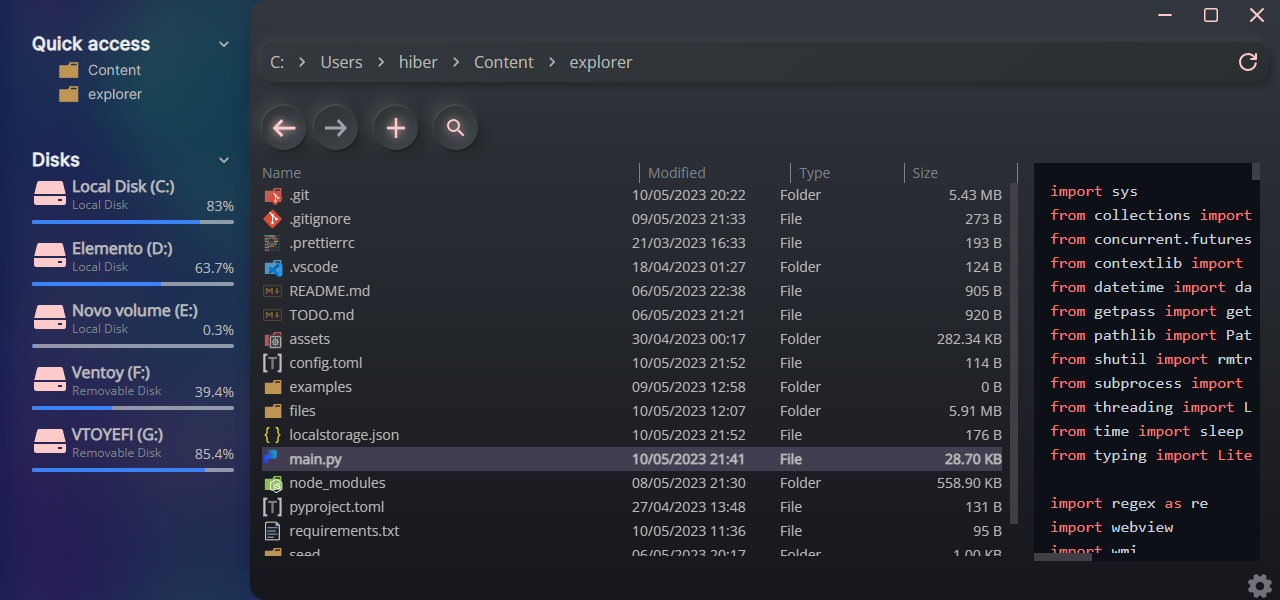 Quick access
Content
explorer
Disks
Local Disk (C:)
Local Disk 83%
Elemento (D:)
Local Disk 63.7%
Novo volume (E:)
Local Disk 0.3%
Ventoy (F:)
Removable Disk 39.4%
VTOYEFI (G:)
Removable Disk 85.4%
C: > Users > hiber > Content > explorer
Name Modified Type Size
.git 10/05/2023 20:22 Folder 5.43 MB
.gitignore 09/05/2023 21:33 File 273 B
.prettierrc 21/03/2023 16:33 File 193 B
.vscode 18/04/2023 01:27 Folder 124 B
README.md 06/05/2023 22:38 File 905 B
TODO.md 06/05/2023 21:21 File 920 B
assets 30/04/2023 00:17 Folder 282.34 KB
config.toml 10/05/2023 21:52 File 114 B
examples 09/05/2023 12:58 Folder 0 B
files 10/05/2023 12:07 Folder 5.91 MB
localstorage.json 10/05/2023 21:52 File 176 B
main.py 10/05/2023 21:41 File 28.70 KB
node_modules 08/05/2023 21:30 Folder 558.90 KB
pyproject.toml 27/04/2023 13:48 File 131 B
requirements.txt 10/05/2023 11:36 File 95 B
seed 06/05/2023 20:17 Folder 1.00 KB
import sys
from collections import
from concurrent.futures
from contextlib import
from datetime import da
from getpass import get
from pathlib import Pat
from shutil import rmtr
from subprocess import
from threading import L
from time import sleep
from typing import Lite
import regex as re
import webview
import wmi